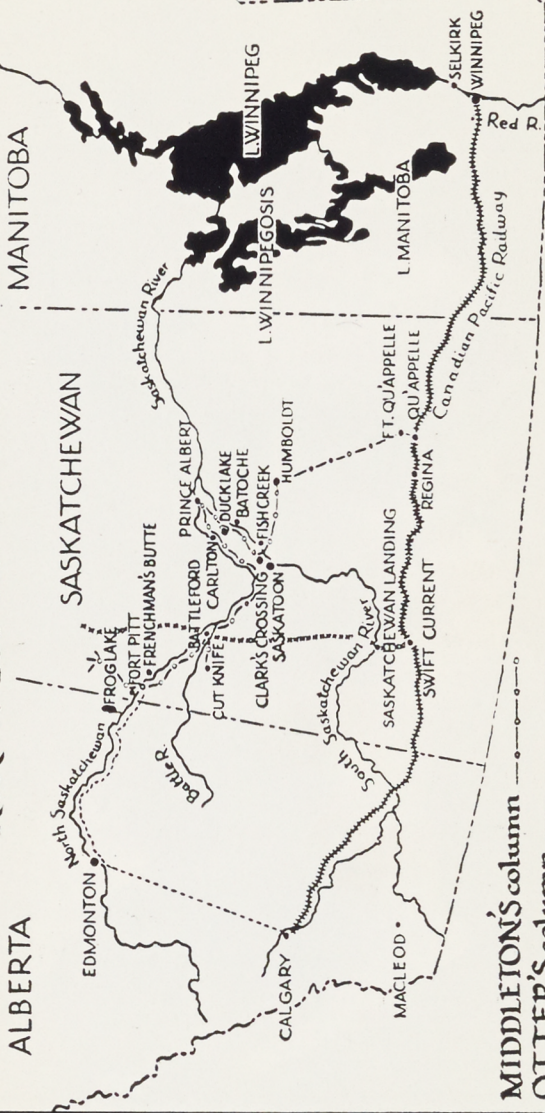 ALBERTA
SASKATCHEWAN
MANITOBA
North Saskatchewan
EDMONTON
FROG LAKE
FORT PITT
FRENCHMAN'S BUTTE
BATTLEFORD
CUT KNIFE
Battle R.
CARLTON
PRINCE ALBERT
DUCK LAKE
BATOCHE
FISH CREEK
CLARK'S CROSSING
SASKATOON
HUMBOLDT
Saskatchewan River
L. WINNIPEG
L. WINNIPEGOSIS
L. MANITOBA
SELKIRK
WINNIPEG
Red R.
CALGARY
MACLEOD
South Saskatchewan River
SASKATCHEWAN LANDING
SWIFT CURRENT
REGINA
FT. QU'APPELLE
QU'APPELLE
Canadian Pacific Railway
MIDDLETON'S column
OTTER'S column